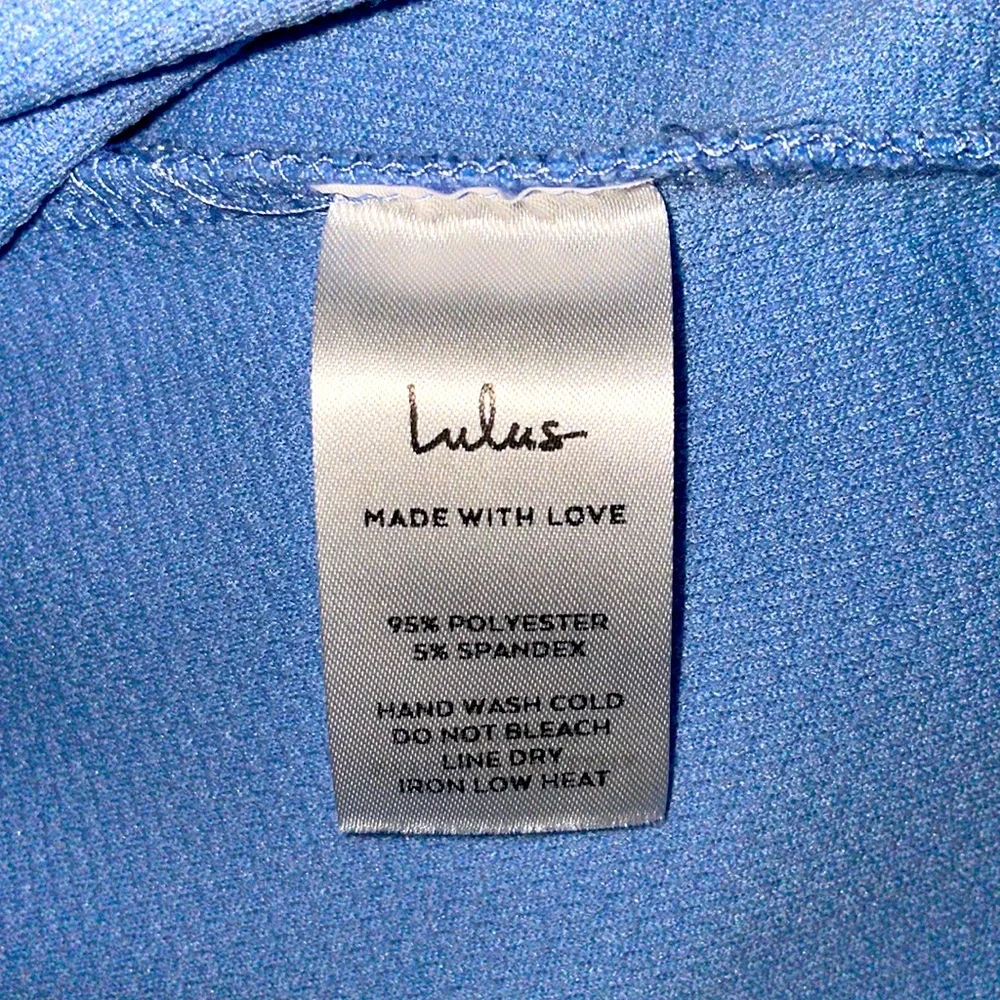 Lulus
MADE WITH LOVE
95% POLYESTER
5% SPANDEX
HAND WASH COLD
DO NOT BLEACH
LINE DRY
IRON LOW HEAT